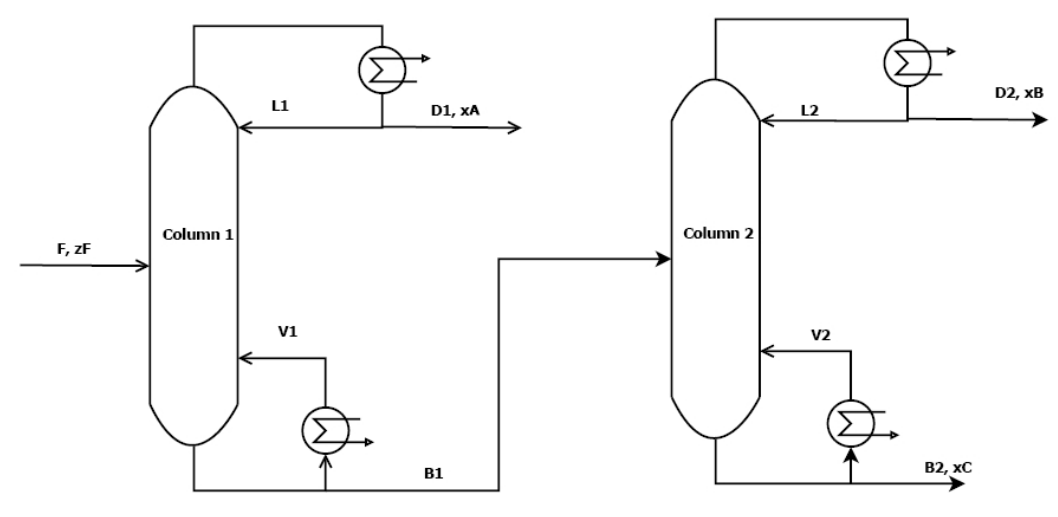 L1
D1, xA
Column 1
F, zF
V1
B1
L2
D2, xB
Column 2
V2
B2, xC